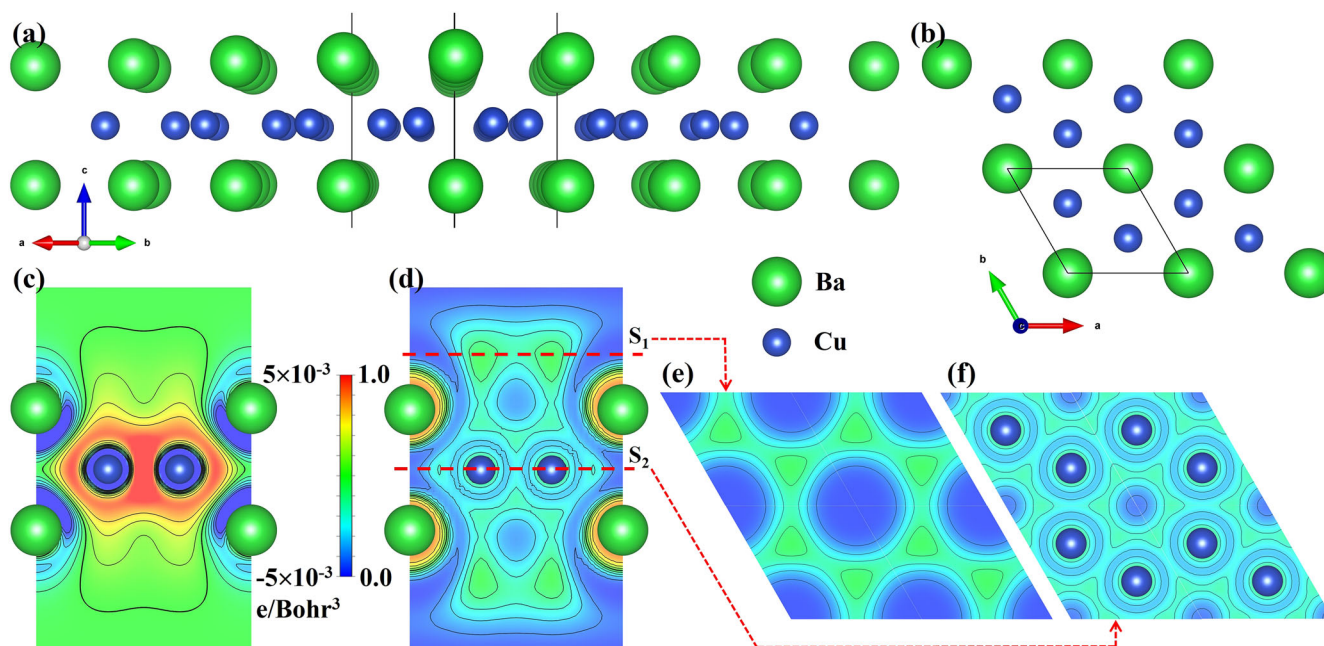 (a)
(b)
c
a
b
b
c
a
(c)
(d)
Ba
Cu
S₁
S₂
5×10⁻³
1.0
-5×10⁻³
0.0
e/Bohr³
(e)
(f)